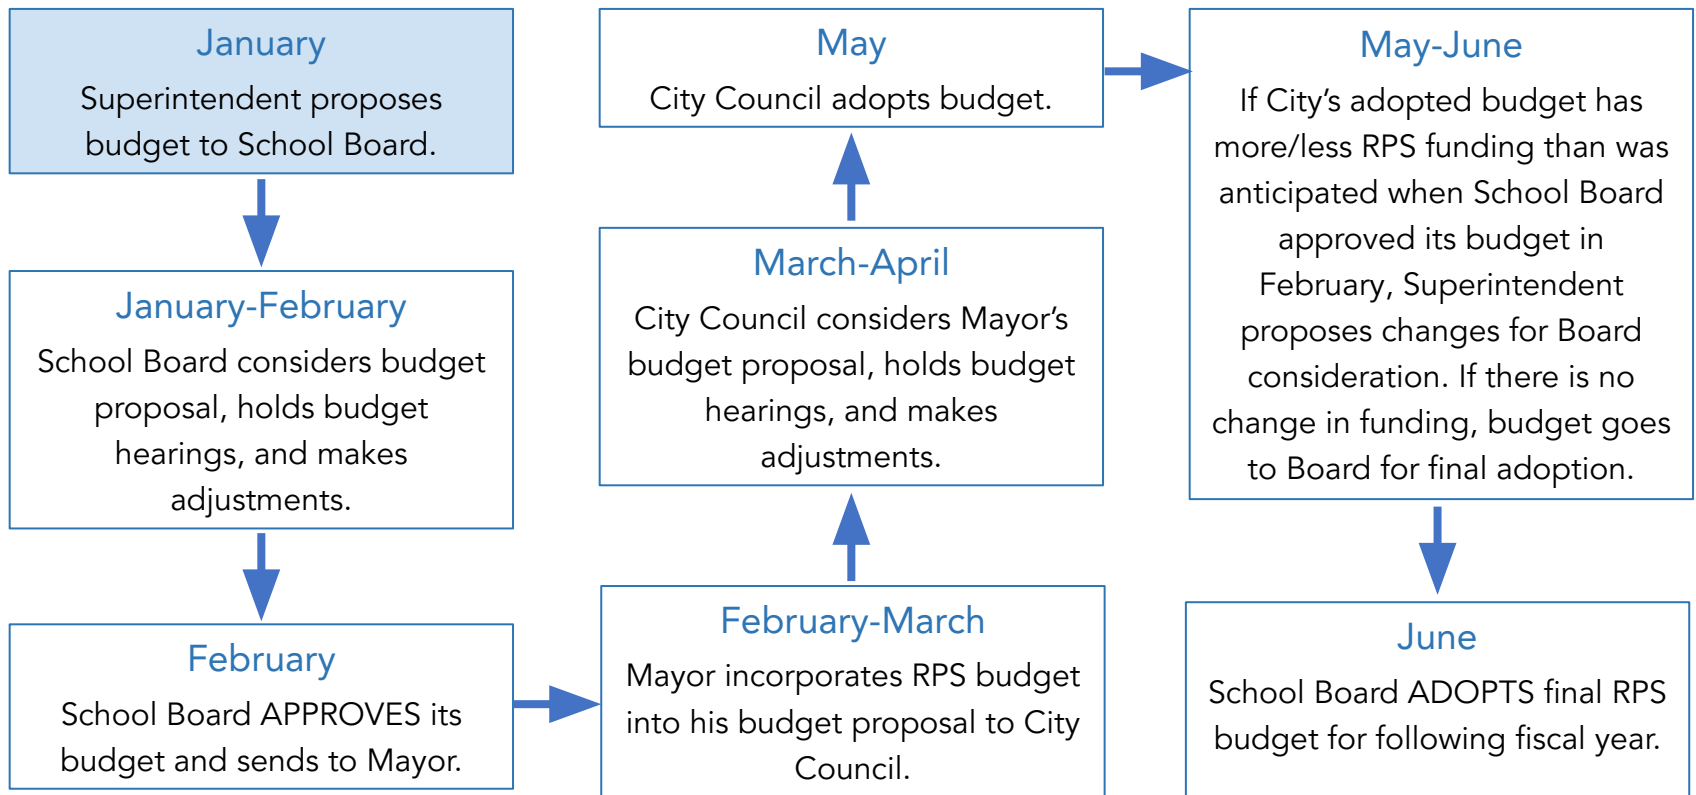 January
Superintendent proposes
budget to School Board.
January-February
School Board considers budget
proposal, holds budget
hearings, and makes
adjustments.
February
School Board APPROVES its
budget and sends to Mayor.
February-March
Mayor incorporates RPS budget
into his budget proposal to City
Council.
March-April
City Council considers Mayor’s
budget proposal, holds budget
hearings, and makes
adjustments.
May
City Council adopts budget.
May-June
If City’s adopted budget has
more/less RPS funding than was
anticipated when School Board
approved its budget in
February, Superintendent
proposes changes for Board
consideration. If there is no
change in funding, budget goes
to Board for final adoption.
June
School Board ADOPTS final RPS
budget for following fiscal year.